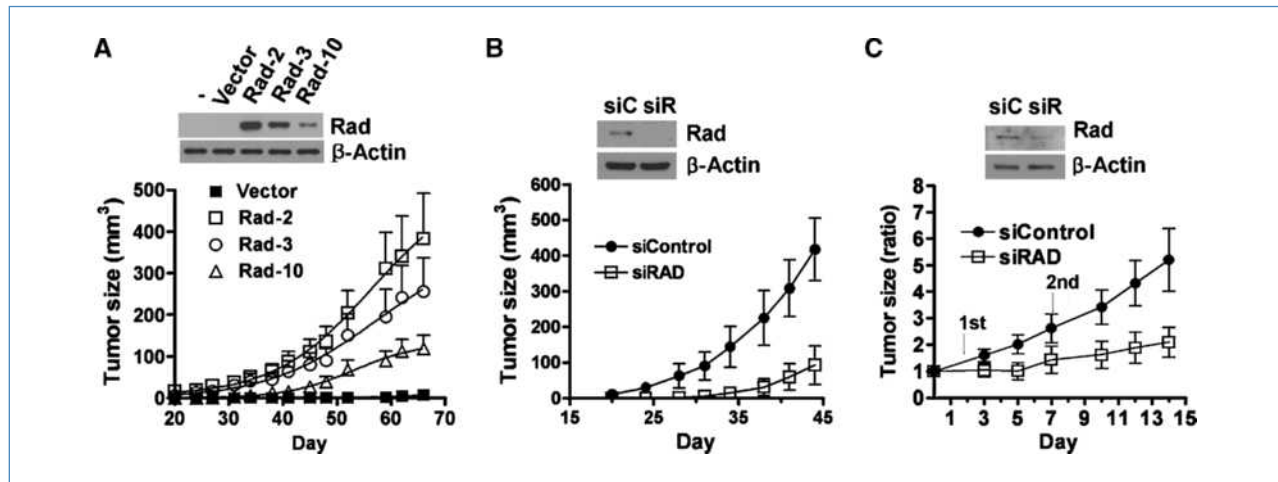 A
- Vector Rad-2 Rad-3 Rad-10
Rad
β-Actin
Tumor size (mm³)
500
400
300
200
100
0
Vector
Rad-2
Rad-3
Rad-10
20 30 40 50 60 70
Day
B
siC siR
Rad
β-Actin
Tumor size (mm³)
600
500
400
300
200
100
0
siControl
siRAD
15 25 35 45
Day
C
siC siR
Rad
β-Actin
Tumor size (ratio)
8
6
5
4
3
2
1
0
siControl
siRAD
1st
2nd
1 3 5 7 9 11 13 15
Day